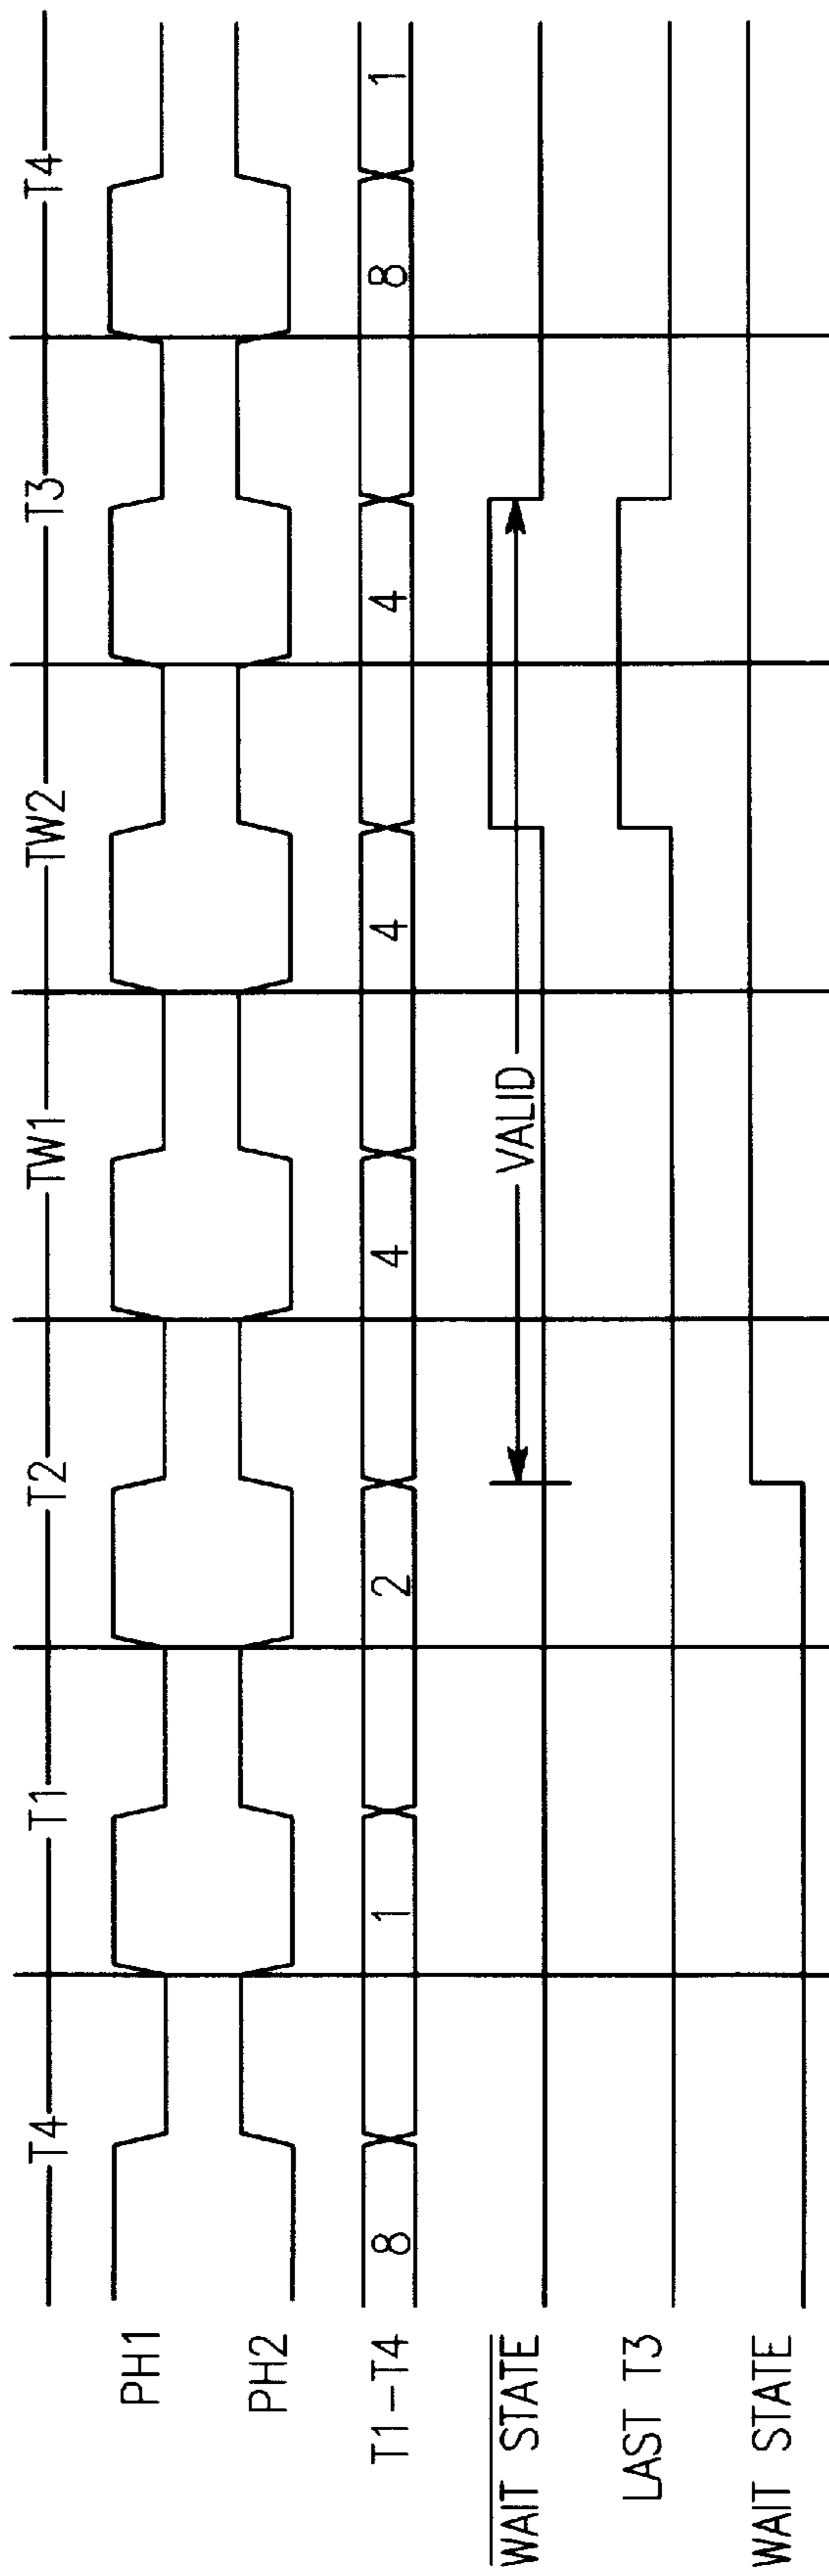 T4 T1 T2 TW1 TW2 T3 T4
PH1
PH2
T1-T4 8 1 2 4 4 4 8 1
WAIT STATE VALID
LAST T3
WAIT STATE